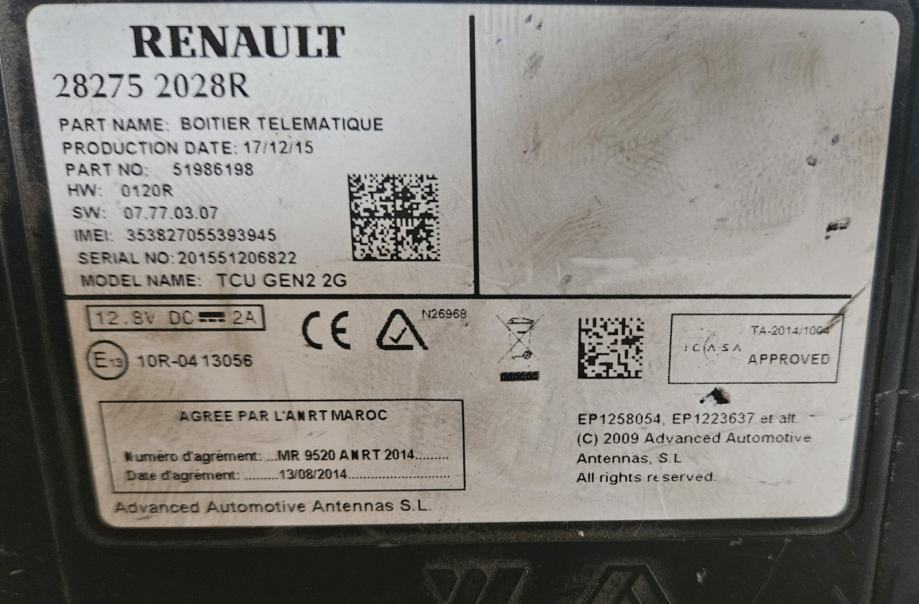 RENAULT
28275 2028R
PART NAME: BOITIER TELEMATIQUE
PRODUCTION DATE: 17/12/15
PART NO: 51986198
HW: 0120R
SW: 07.77.03.07
IMEI: 353827055393945
SERIAL NO:201551206822
MODEL NAME: TCU GEN2 2G
12.8V DC 2A
CE
N26968
E13 10R-04 13056
ICASA
TA-2014/1004
APPROVED
AGREE PAR L'ANRT MAROC
Numéro d'agrément: ...MR 9520 ANRT 2014........
Date d'agrément: ........13/08/2014........................
Advanced Automotive Antennas S.L.
EP1258054, EP1223637 et alt.
(C) 2009 Advanced Automotive
Antennas, S.L
All rights reserved.